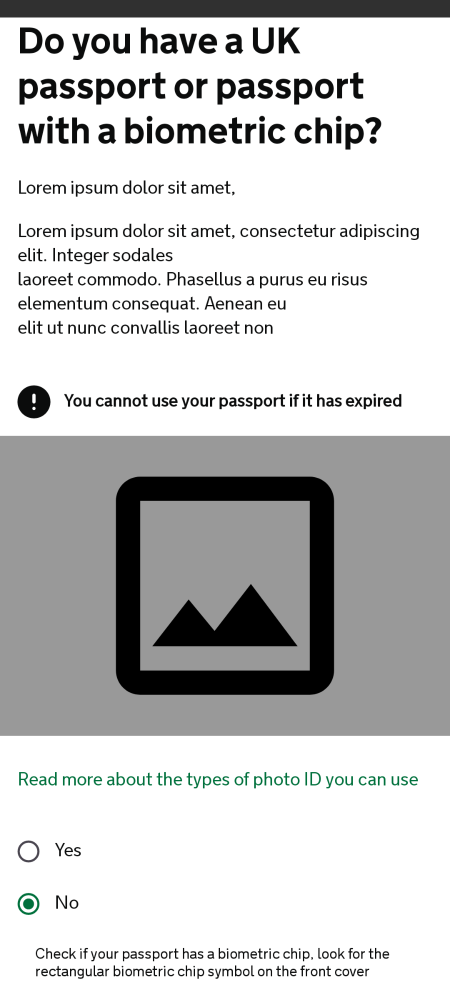 Do you have a UK
passport or passport
with a biometric chip?
Lorem ipsum dolor sit amet,
Lorem ipsum dolor sit amet, consectetur adipiscing
elit. Integer sodales
laoreet commodo. Phasellus a purus eu risus
elementum consequat. Aenean eu
elit ut nunc convallis laoreet non
You cannot use your passport if it has expired
Read more about the types of photo ID you can use
Yes
No
Check if your passport has a biometric chip, look for the
rectangular biometric chip symbol on the front cover